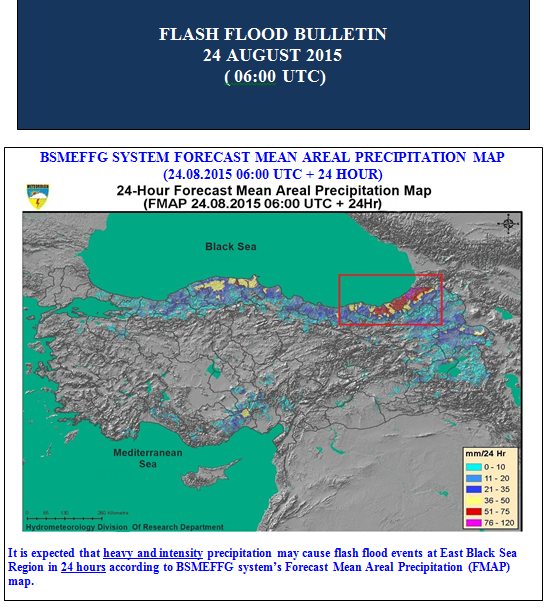 FLASH FLOOD BULLETIN
24 AUGUST 2015
( 06:00 UTC)
BSMEFFG SYSTEM FORECAST MEAN AREAL PRECIPITATION MAP
(24.08.2015 06:00 UTC + 24 HOUR)
24-Hour Forecast Mean Areal Precipitation Map
(FMAP 24.08.2015 06:00 UTC + 24Hr)
Black Sea
Mediterranean
Sea
mm/24 Hr
0 - 10
11 - 20
21 - 35
36 - 50
51 - 75
76 - 120
Hydrometeorology Division Of Research Department
It is expected that heavy and intensity precipitation may cause flash flood events at East Black Sea
Region in 24 hours according to BSMEFFG system's Forecast Mean Areal Precipitation (FMAP)
map.